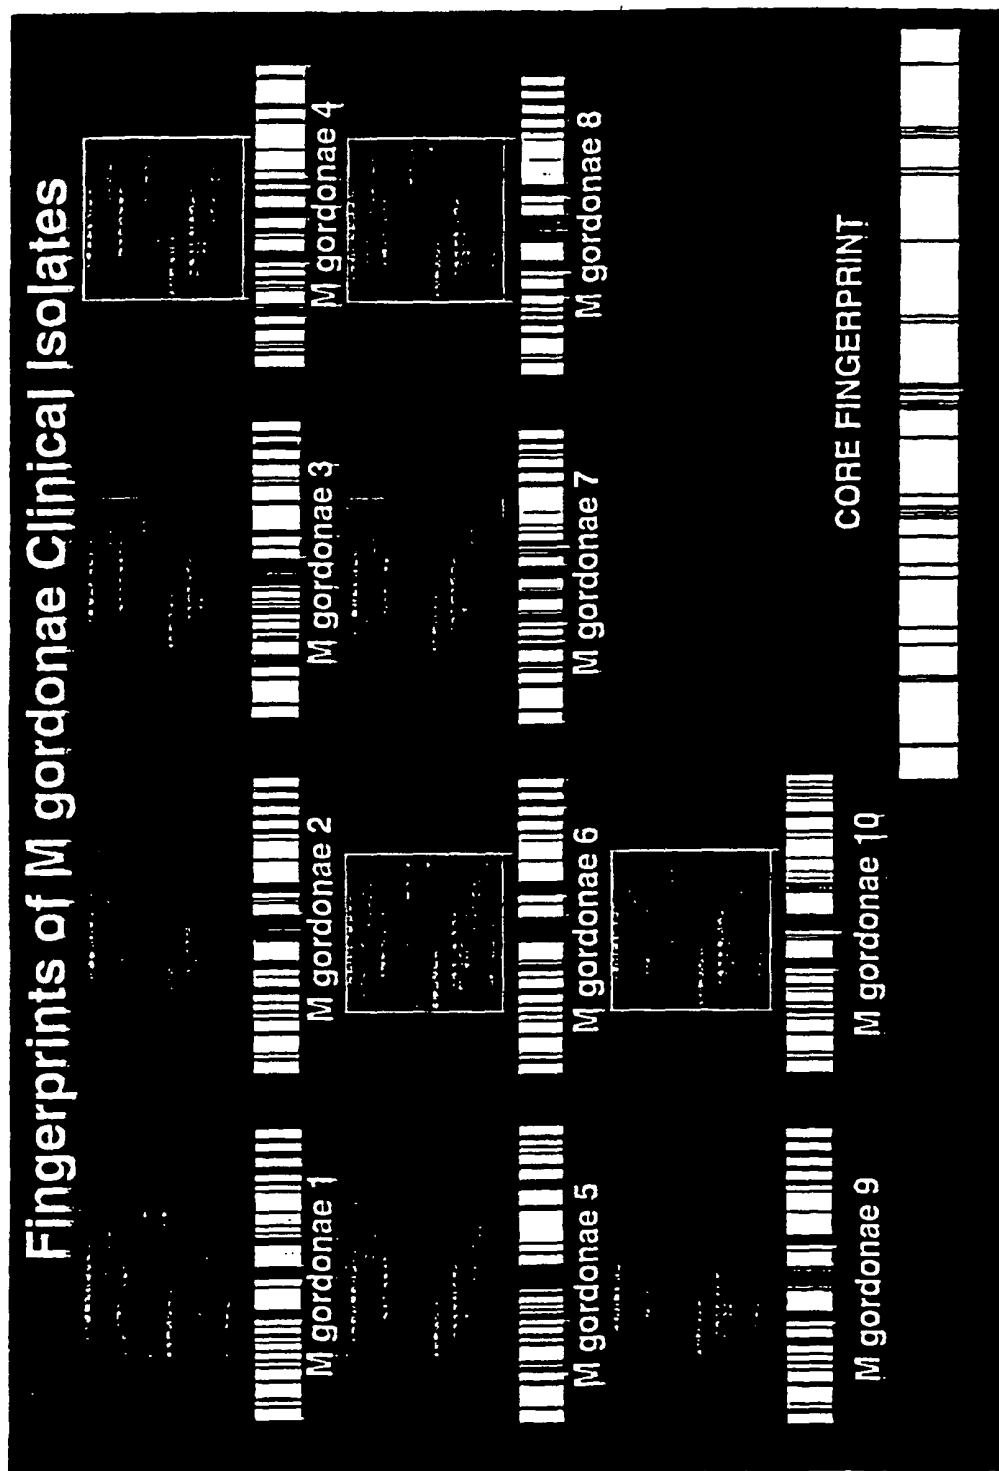 Fingerprints of M gordonae Clinical Isolates
M gordonae 1
M gordonae 2
M gordonae 3
M gordonae 4
M gordonae 5
M gordonae 6
M gordonae 7
M gordonae 8
M gordonae 9
M gordonae 10
CORE FINGERPRINT